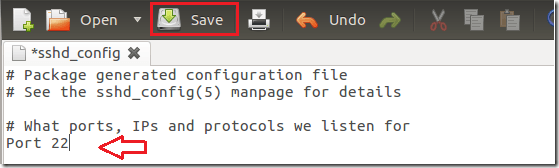 Open Save Undo
*sshd_config
# Package generated configuration file
# See the sshd_config(5) manpage for details
# What ports, IPs and protocols we listen for
Port 22